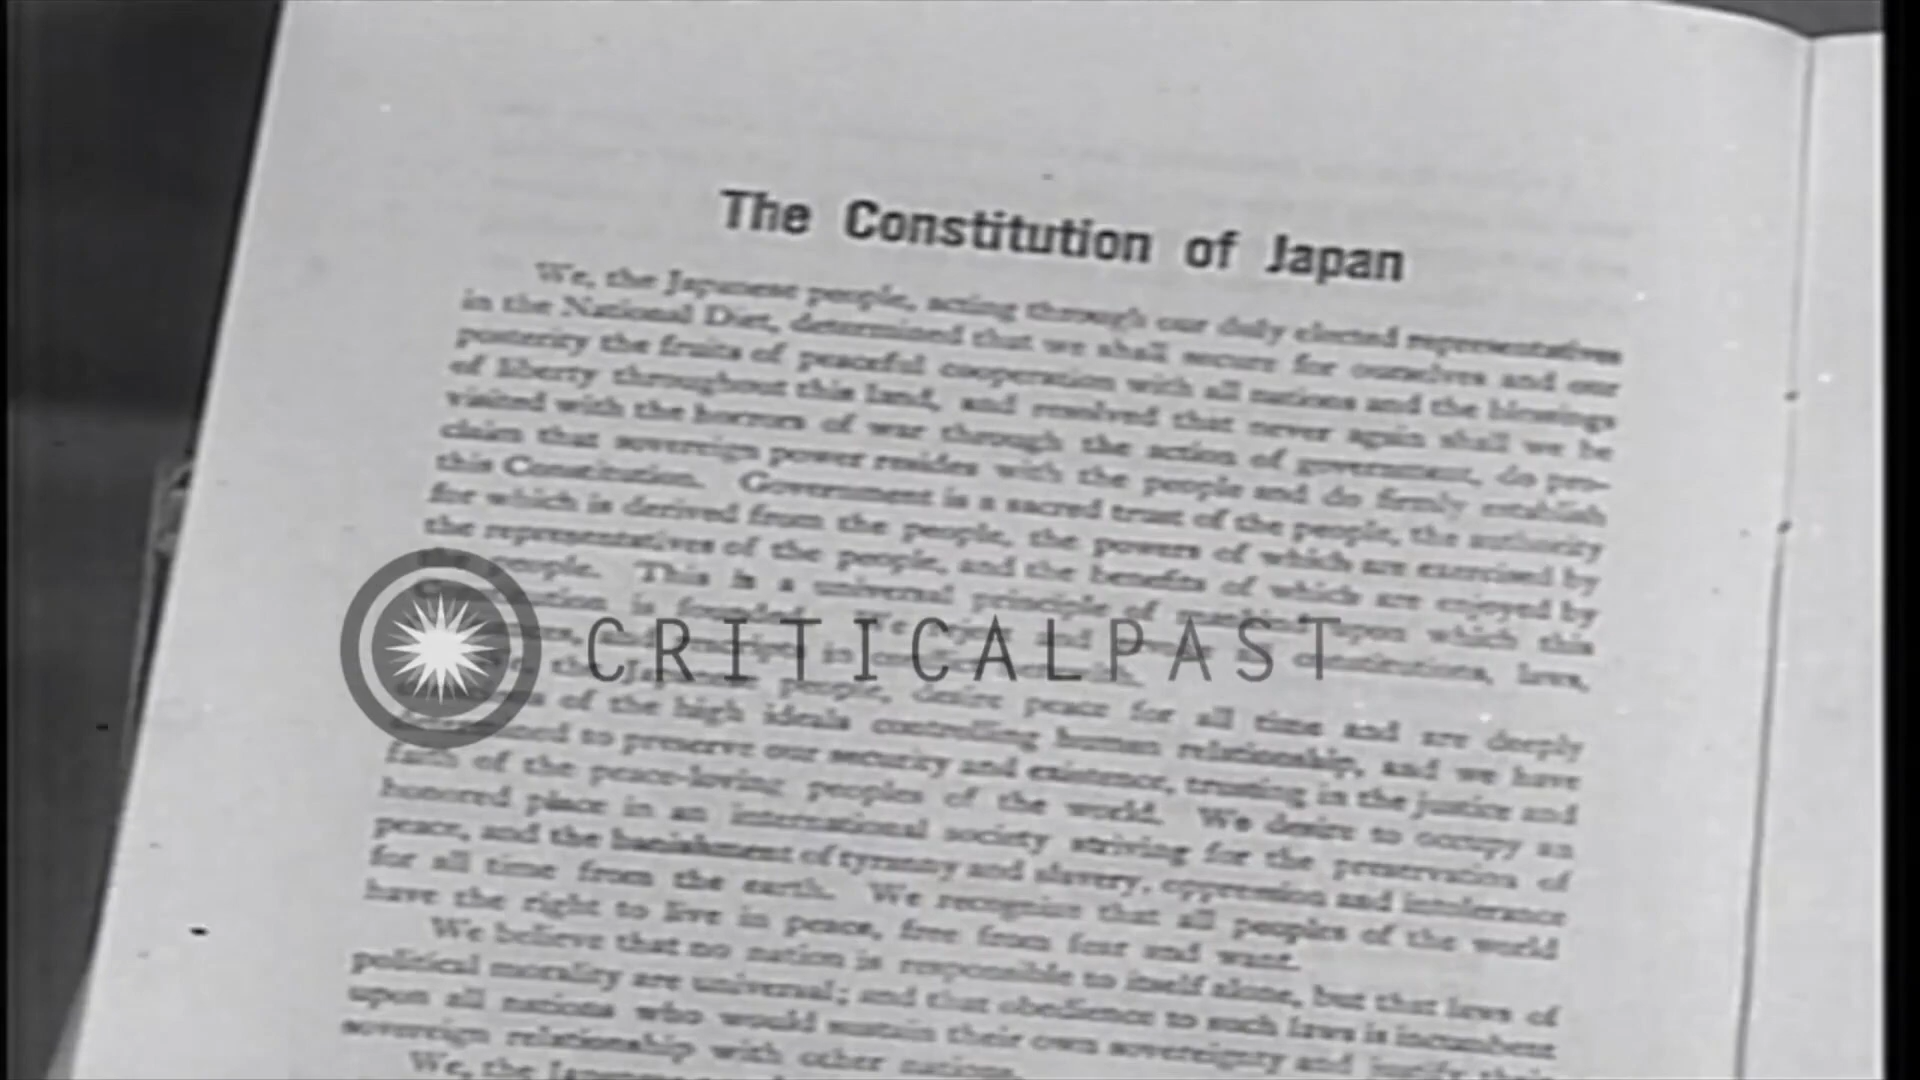 The Constitution of Japan
We, the Japanese people, acting through our duly elected representatives
in the National Diet, determined that we shall secure for ourselves and our
posterity the fruits of peaceful cooperation with all nations and the blessings
of liberty throughout this land, and resolved that never again shall we be
visited with the horrors of war through the action of government, do pro-
claim that sovereign power resides with the people and do firmly establish
this Constitution. Government is a sacred trust of the people, the authority
for which is derived from the people, the powers of which are exercised by
the representatives of the people, and the benefits of which are enjoyed by
people. This is a universal principle of mankind upon which this
is founded. We reject and constitutions, laws,
CRITICALPAST
the Japanese people, desire peace for all time and are deeply
of the high ideals controlling human relationship, and we have
determined to preserve our security and existence, trusting in the justice and
faith of the peace-loving peoples of the world. We desire to occupy an
honored place in an international society striving for the preservation of
peace, and the banishment of tyranny and slavery, oppression and intolerance
for all time from the earth. We recognize that all peoples of the world
have the right to live in peace, free from fear and want.
We believe that no nation is responsible to itself alone, but that laws of
political morality are universal; and that obedience to such laws is incumbent
upon all nations who would sustain their own sovereignty and justify their
sovereign relationship with other nations.
We, the Japanese